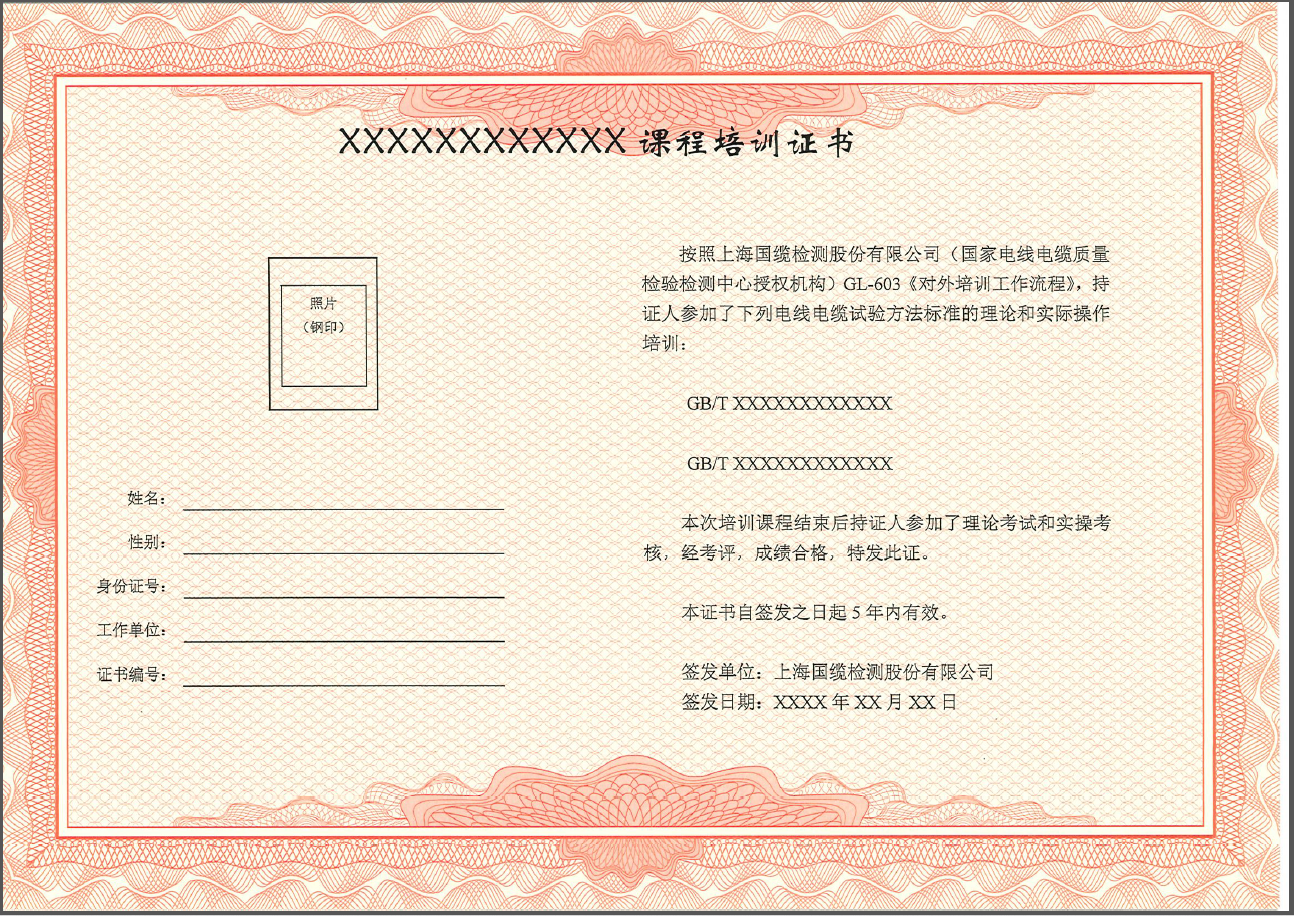 XXXXXXXXXXXX 课程培训证书
照片
（钢印）
姓名：
性别：
身份证号：
工作单位：
证书编号：
按照上海国缆检测股份有限公司（国家电线电缆质量
检验检测中心授权机构）GL-603《对外培训工作流程》，持
证人参加了下列电线电缆试验方法标准的理论和实际操作
培训：
GB/T XXXXXXXXXXXX
GB/T XXXXXXXXXXXX
本次培训课程结束后持证人参加了理论考试和实操考
核，经考评，成绩合格，特发此证。
本证书自签发之日起 5 年内有效。
签发单位：上海国缆检测股份有限公司
签发日期：XXXX 年 XX 月 XX 日